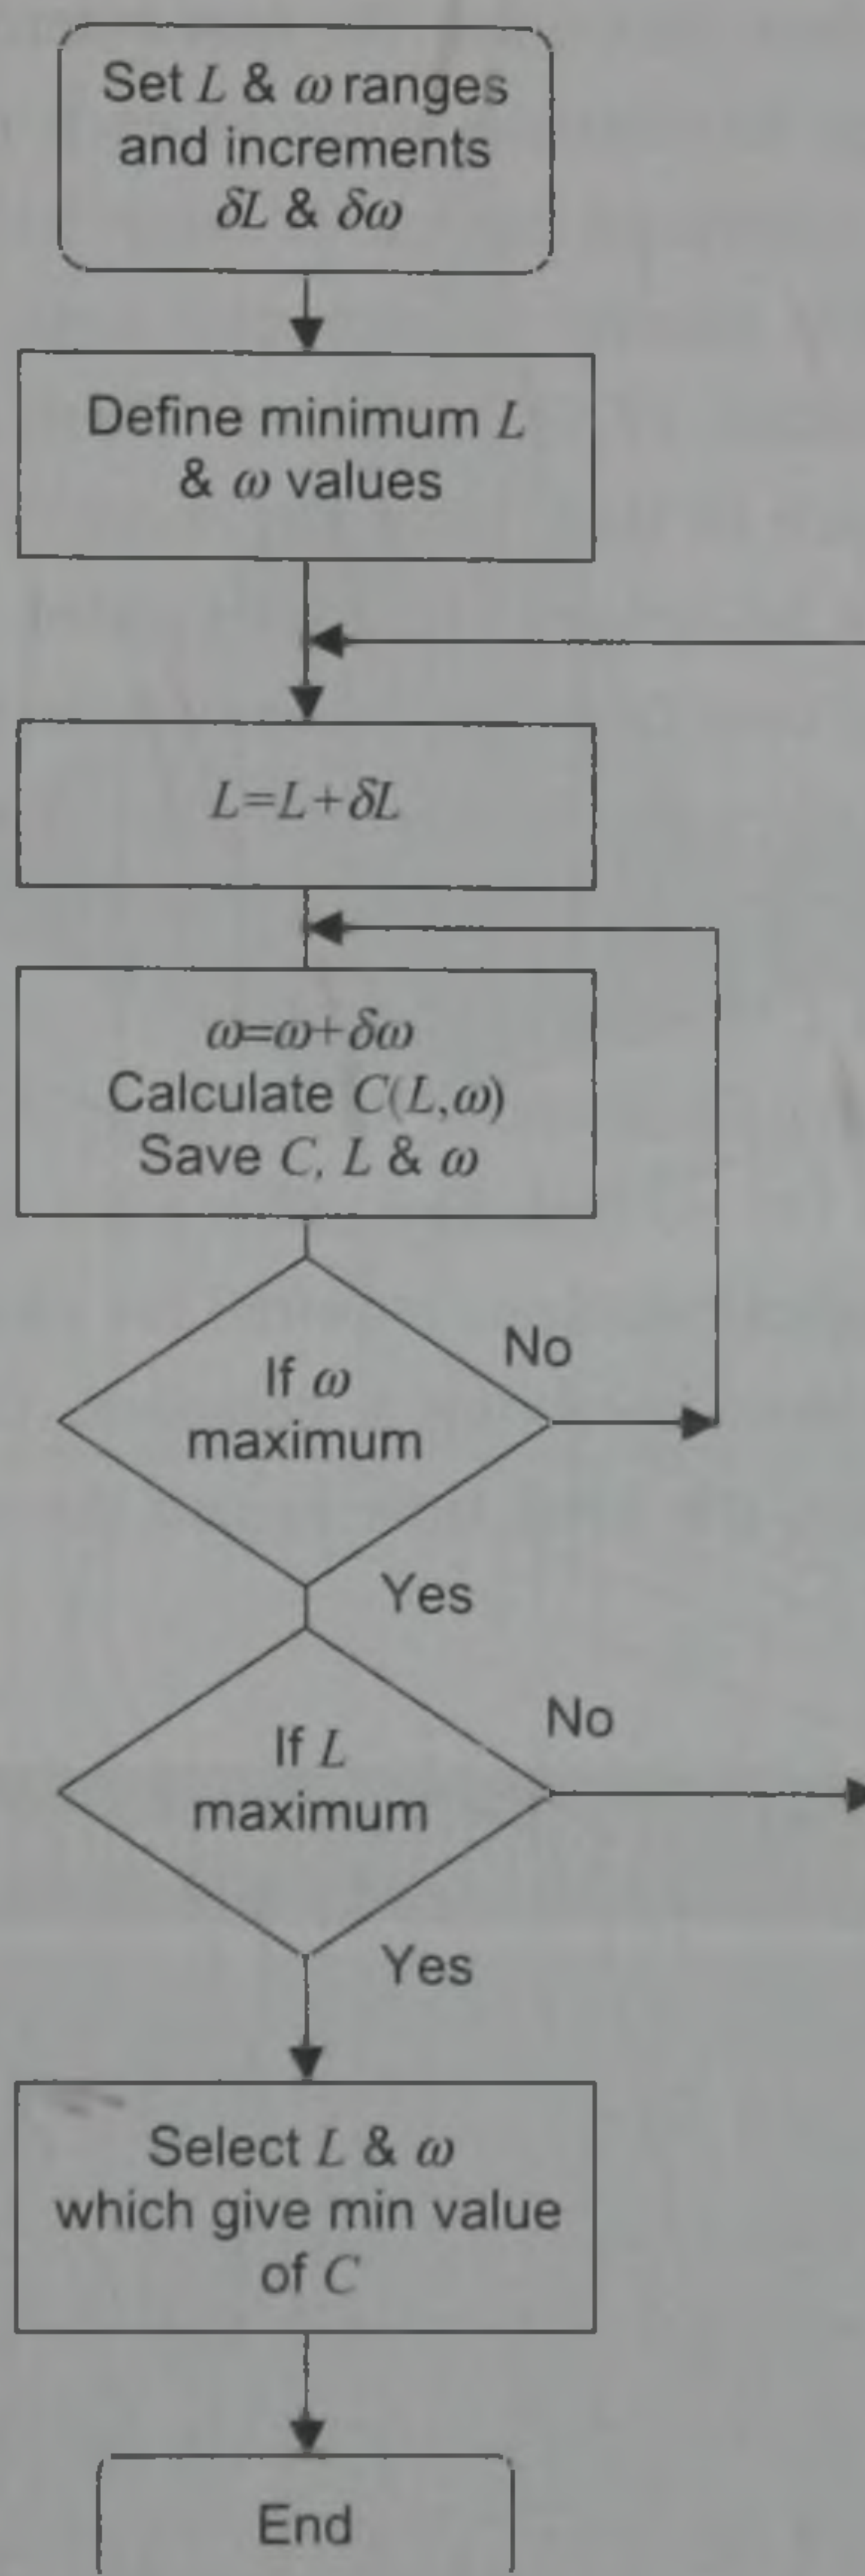 Set L & ω ranges
and increments
δL & δω
Define minimum L
& ω values
L=L+δL
ω=ω+δω
Calculate C(L,ω)
Save C, L & ω
If ω
maximum
No
Yes
If L
maximum
No
Yes
Select L & ω
which give min value
of C
End